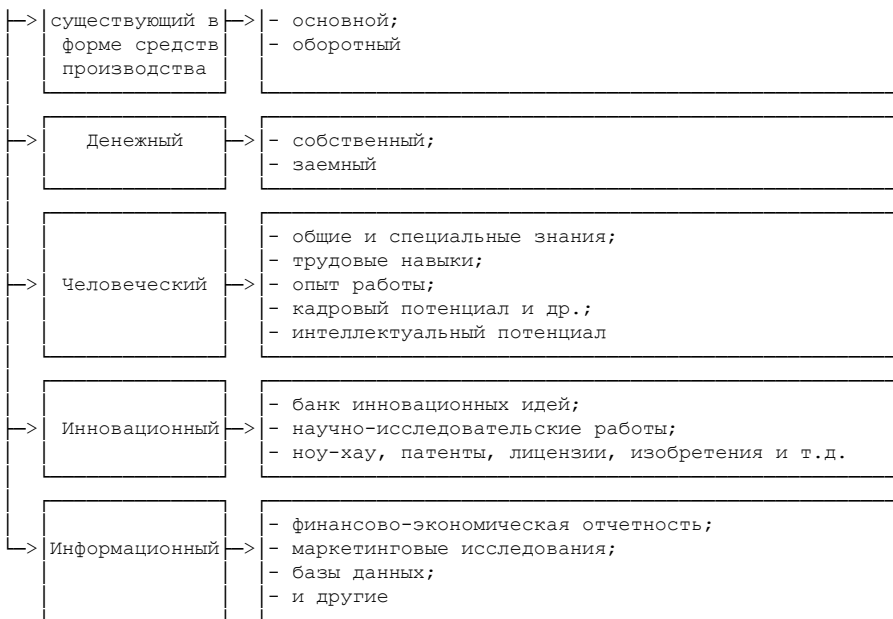 существующий в
форме средств
производства
- основной;
- оборотный
Денежный
- собственный;
- заемный
Человеческий
- общие и специальные знания;
- трудовые навыки;
- опыт работы;
- кадровый потенциал и др.;
- интеллектуальный потенциал
Инновационный
- банк инновационных идей;
- научно-исследовательские работы;
- ноу-хау, патенты, лицензии, изобретения и т.д.
Информационный
- финансово-экономическая отчетность;
- маркетинговые исследования;
- базы данных;
- и другие